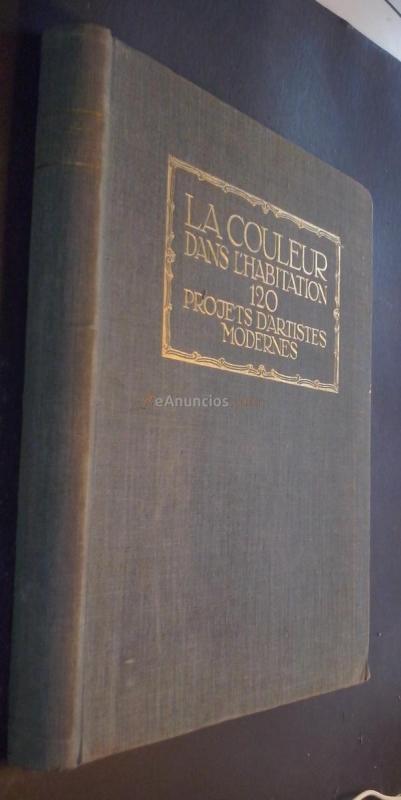 LA COULEUR
DANS L'HABITATION
120
PROJETS D'ARTISTES
MODERNES
eAnuncios